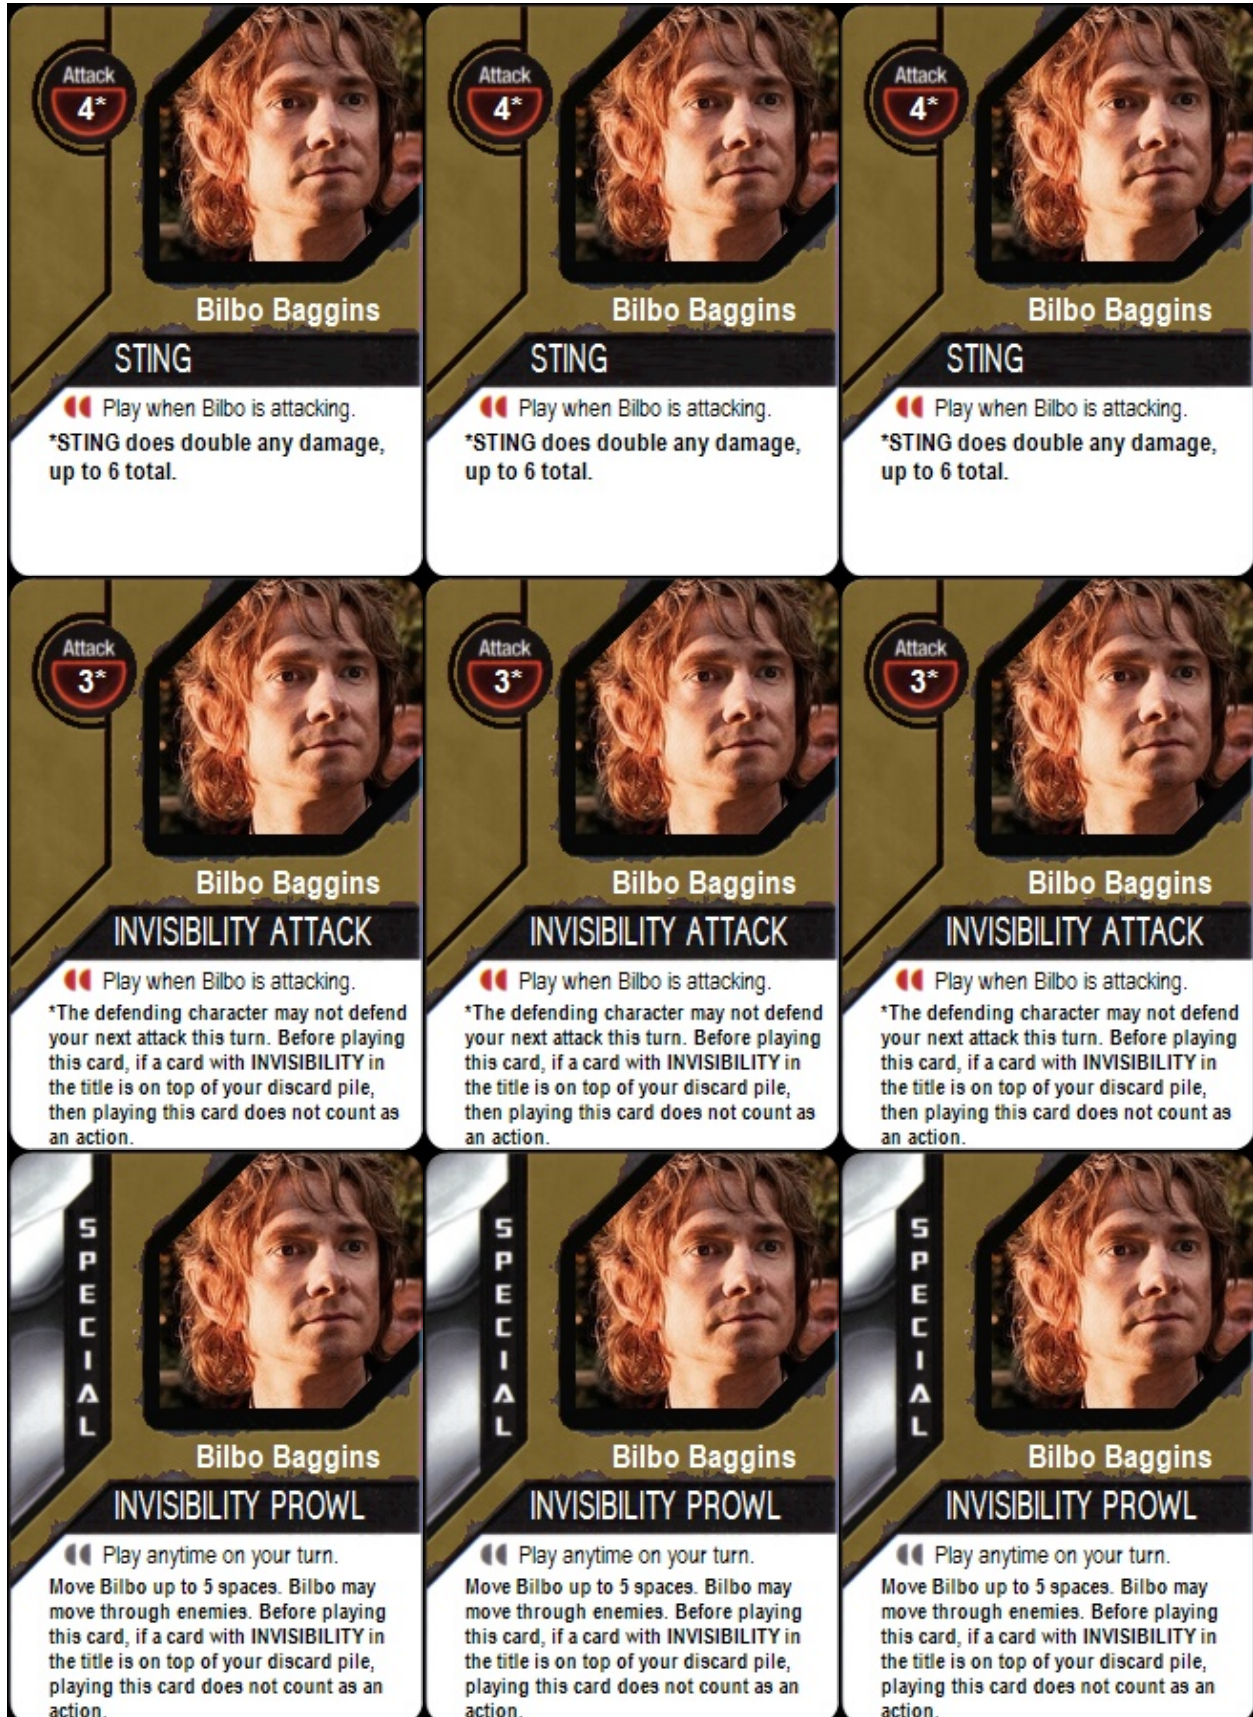 Attack
4*
Bilbo Baggins
STING
Play when Bilbo is attacking.
*STING does double any damage,
up to 6 total.
Attack
4*
Bilbo Baggins
STING
Play when Bilbo is attacking.
*STING does double any damage,
up to 6 total.
Attack
4*
Bilbo Baggins
STING
Play when Bilbo is attacking.
*STING does double any damage,
up to 6 total.
Attack
3*
Bilbo Baggins
INVISIBILITY ATTACK
Play when Bilbo is attacking.
*The defending character may not defend
your next attack this turn. Before playing
this card, if a card with INVISIBILITY in
the title is on top of your discard pile,
then playing this card does not count as
an action.
Attack
3*
Bilbo Baggins
INVISIBILITY ATTACK
Play when Bilbo is attacking.
*The defending character may not defend
your next attack this turn. Before playing
this card, if a card with INVISIBILITY in
the title is on top of your discard pile,
then playing this card does not count as
an action.
Attack
3*
Bilbo Baggins
INVISIBILITY ATTACK
Play when Bilbo is attacking.
*The defending character may not defend
your next attack this turn. Before playing
this card, if a card with INVISIBILITY in
the title is on top of your discard pile,
then playing this card does not count as
an action.
SPECIAL
Bilbo Baggins
INVISIBILITY PROWL
Play anytime on your turn.
Move Bilbo up to 5 spaces. Bilbo may
move through enemies. Before playing
this card, if a card with INVISIBILITY in
the title is on top of your discard pile,
playing this card does not count as an
action.
SPECIAL
Bilbo Baggins
INVISIBILITY PROWL
Play anytime on your turn.
Move Bilbo up to 5 spaces. Bilbo may
move through enemies. Before playing
this card, if a card with INVISIBILITY in
the title is on top of your discard pile,
playing this card does not count as an
action.
SPECIAL
Bilbo Baggins
INVISIBILITY PROWL
Play anytime on your turn.
Move Bilbo up to 5 spaces. Bilbo may
move through enemies. Before playing
this card, if a card with INVISIBILITY in
the title is on top of your discard pile,
playing this card does not count as an
action.